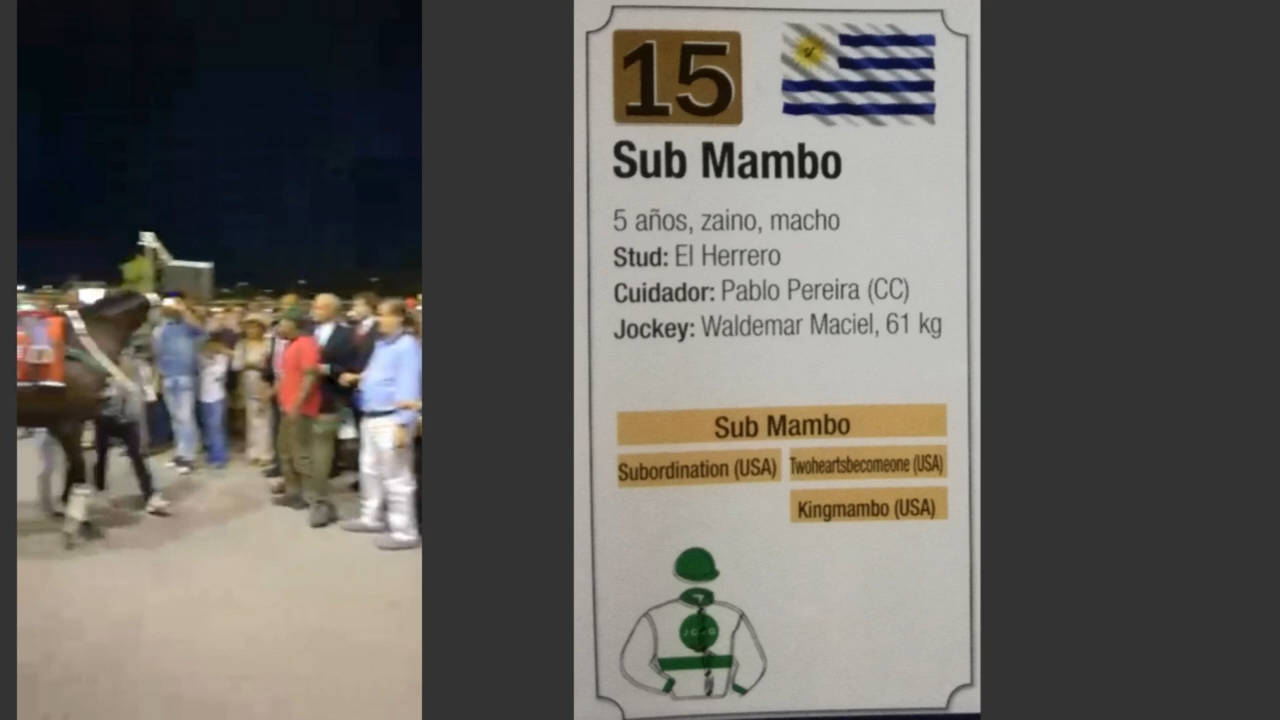 15
Sub Mambo
5 años, zaino, macho
Stud: El Herrero
Cuidador: Pablo Pereira (CC)
Jockey: Waldemar Maciel, 61 kg
Sub Mambo
Subordination (USA)
Twoheartsbecomeone (USA)
Kingmambo (USA)